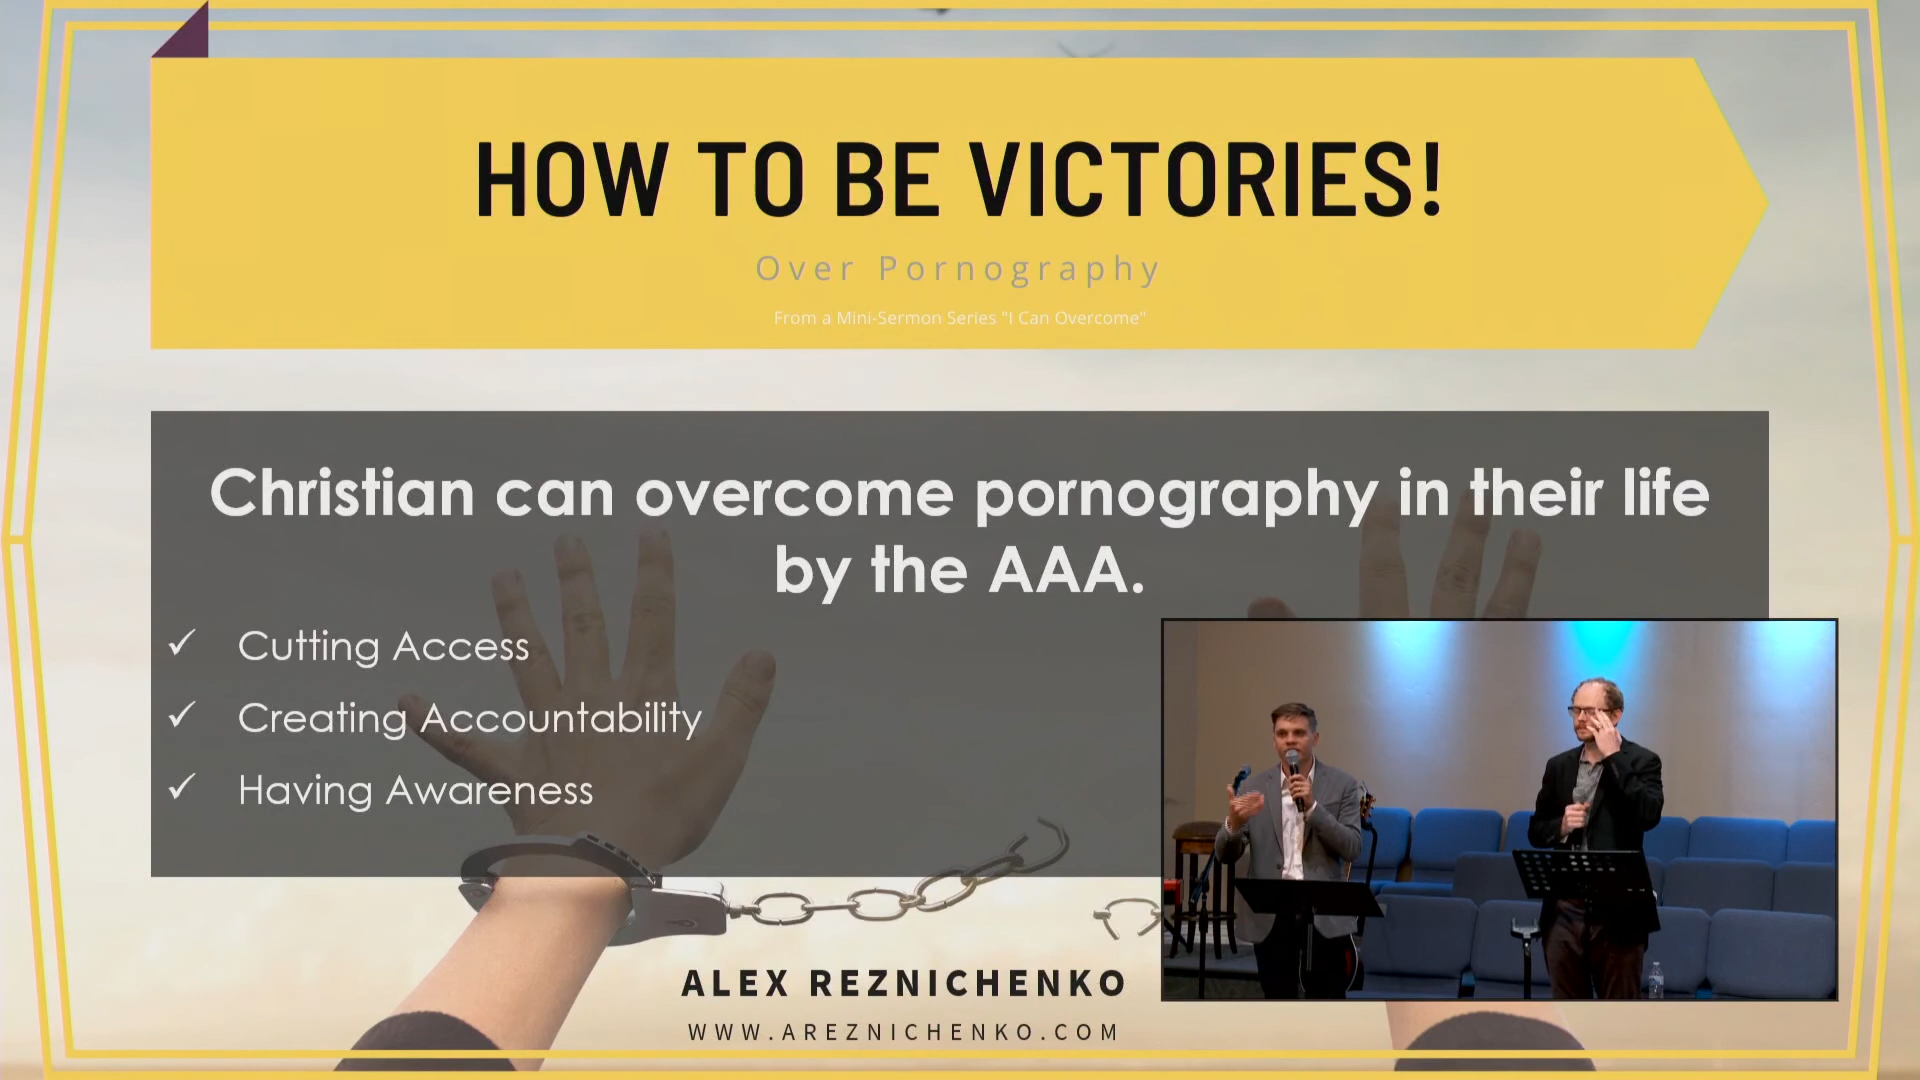 HOW TO BE VICTORIES!
Over Pornography
From a Mini-Sermon Series "I Can Overcome"
Christian can overcome pornography in their life
by the AAA.
✓ Cutting Access
✓ Creating Accountability
✓ Having Awareness
ALEX REZNICHENKO
WWW.AREZNICHENKO.COM